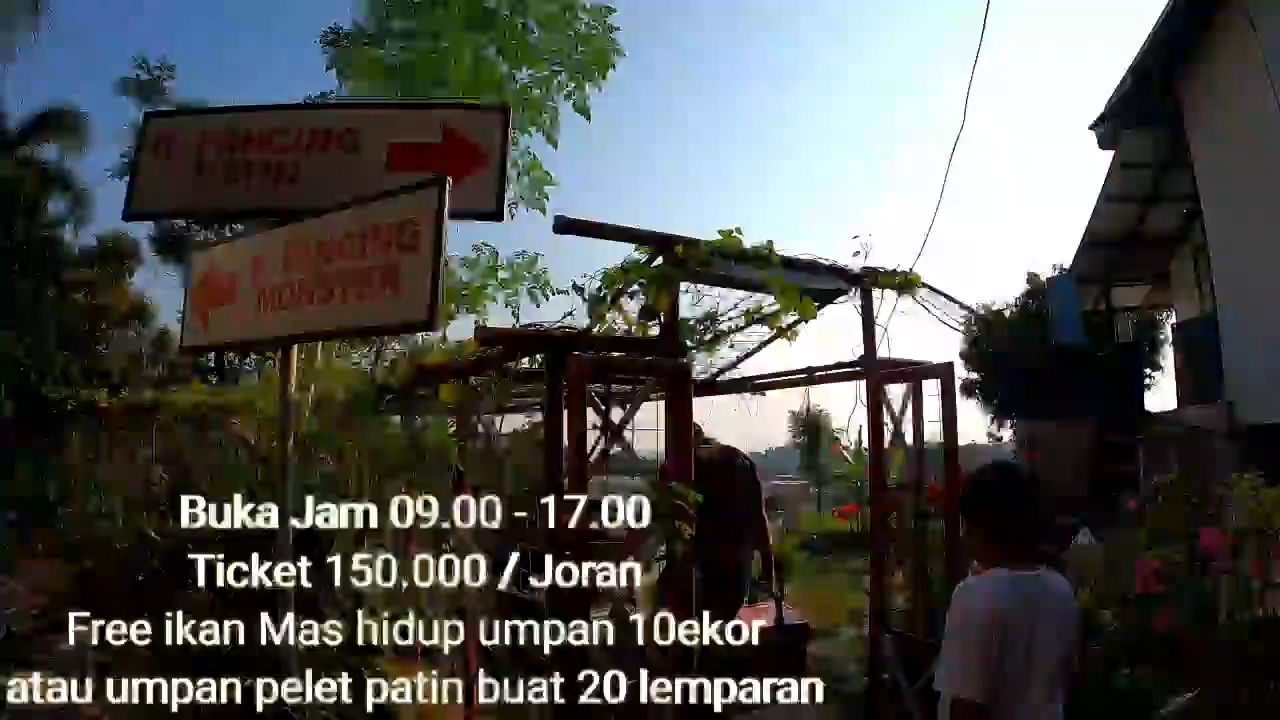 PANCING
PANCING
MONSTER
Buka Jam 09.00 - 17.00
Ticket 150,000 / Joran
Free ikan Mas hidup umpan 10ekor
atau umpan pelet patin buat 20 lemparan